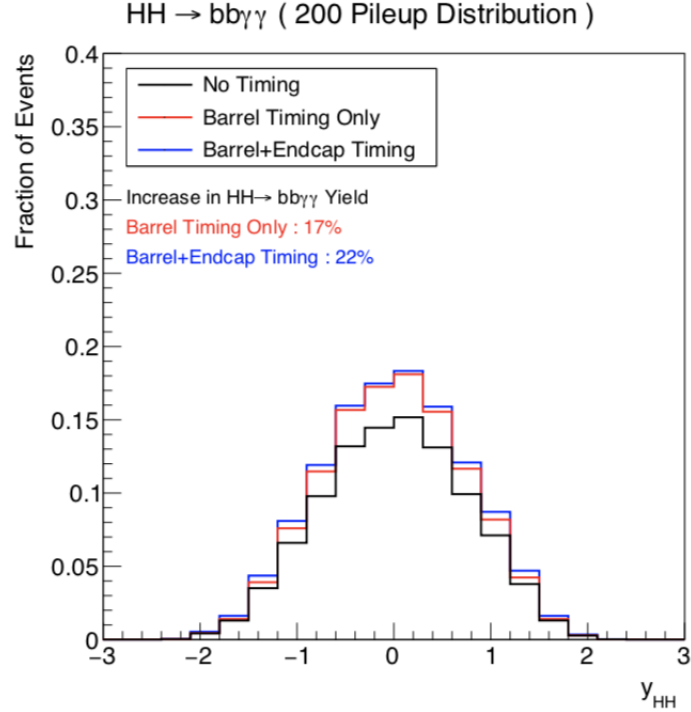 HH → bbγγ ( 200 Pileup Distribution )
Fraction of Events
0.4
0.35
0.3
0.25
0.2
0.15
0.1
0.05
0
No Timing
Barrel Timing Only
Barrel+Endcap Timing
Increase in HH→ bbγγ Yield
Barrel Timing Only : 17%
Barrel+Endcap Timing : 22%
−3 −2 −1 0 1 2 3
y_HH